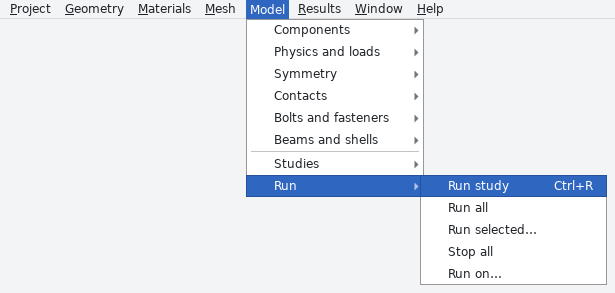 Project Geometry Materials Mesh Model Results Window Help
Components
Physics and loads
Symmetry
Contacts
Bolts and fasteners
Beams and shells
Studies
Run
Run study Ctrl+R
Run all
Run selected...
Stop all
Run on...